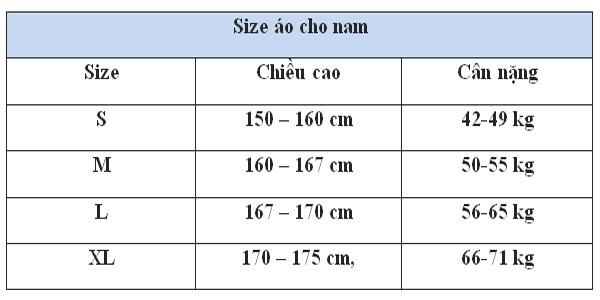 Size áo cho nam
Size Chiều cao Cân nặng
S 150 – 160 cm 42-49 kg
M 160 – 167 cm 50-55 kg
L 167 – 170 cm 56-65 kg
XL 170 – 175 cm, 66-71 kg